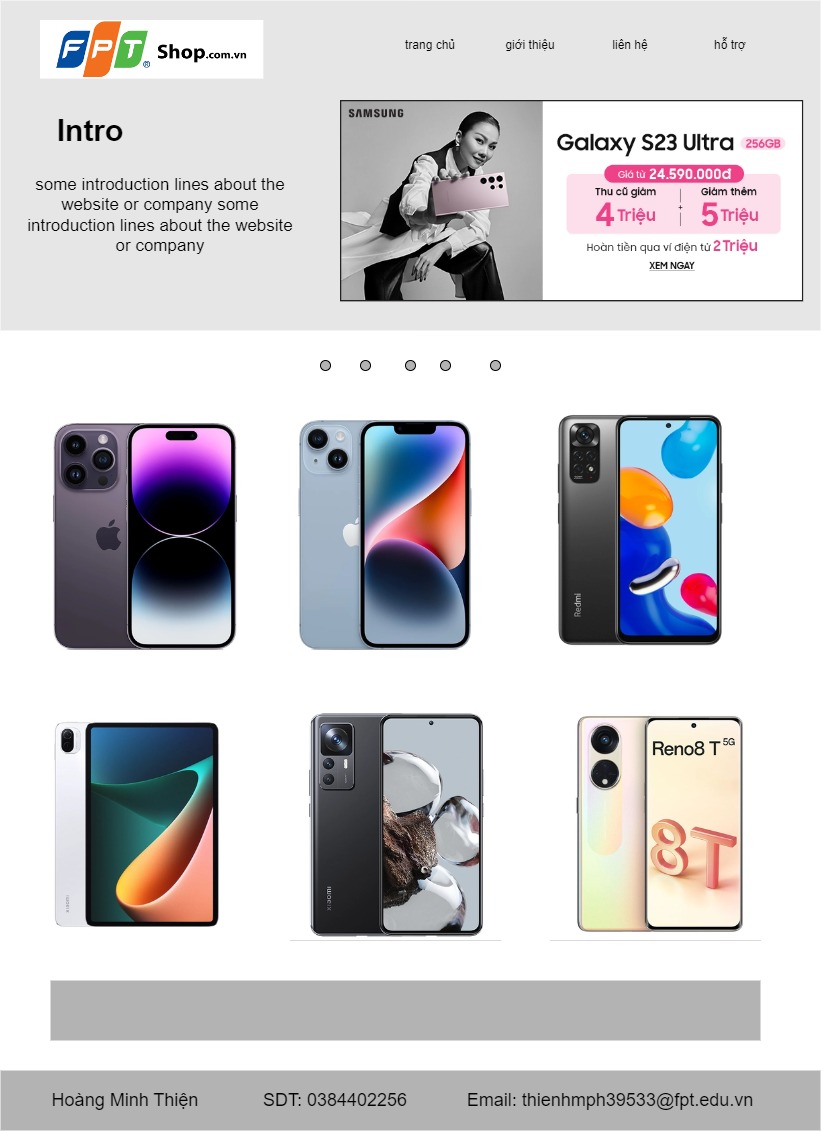 FPT® Shop.com.vn
trang chủ giới thiệu liên hệ hỗ trợ
Intro
some introduction lines about the
website or company some
introduction lines about the website
or company
SAMSUNG
Galaxy S23 Ultra 256GB
Giá từ 24.590.000đ
Thu cũ giảm
4 Triệu
+
Giảm thêm
5 Triệu
Hoàn tiền qua ví điện tử 2 Triệu
XEM NGAY
Redmi
xiaomi
xiaomi
Reno8 T 5G
8T
Hoàng Minh Thiện SDT: 0384402256 Email: thienhmph39533@fpt.edu.vn